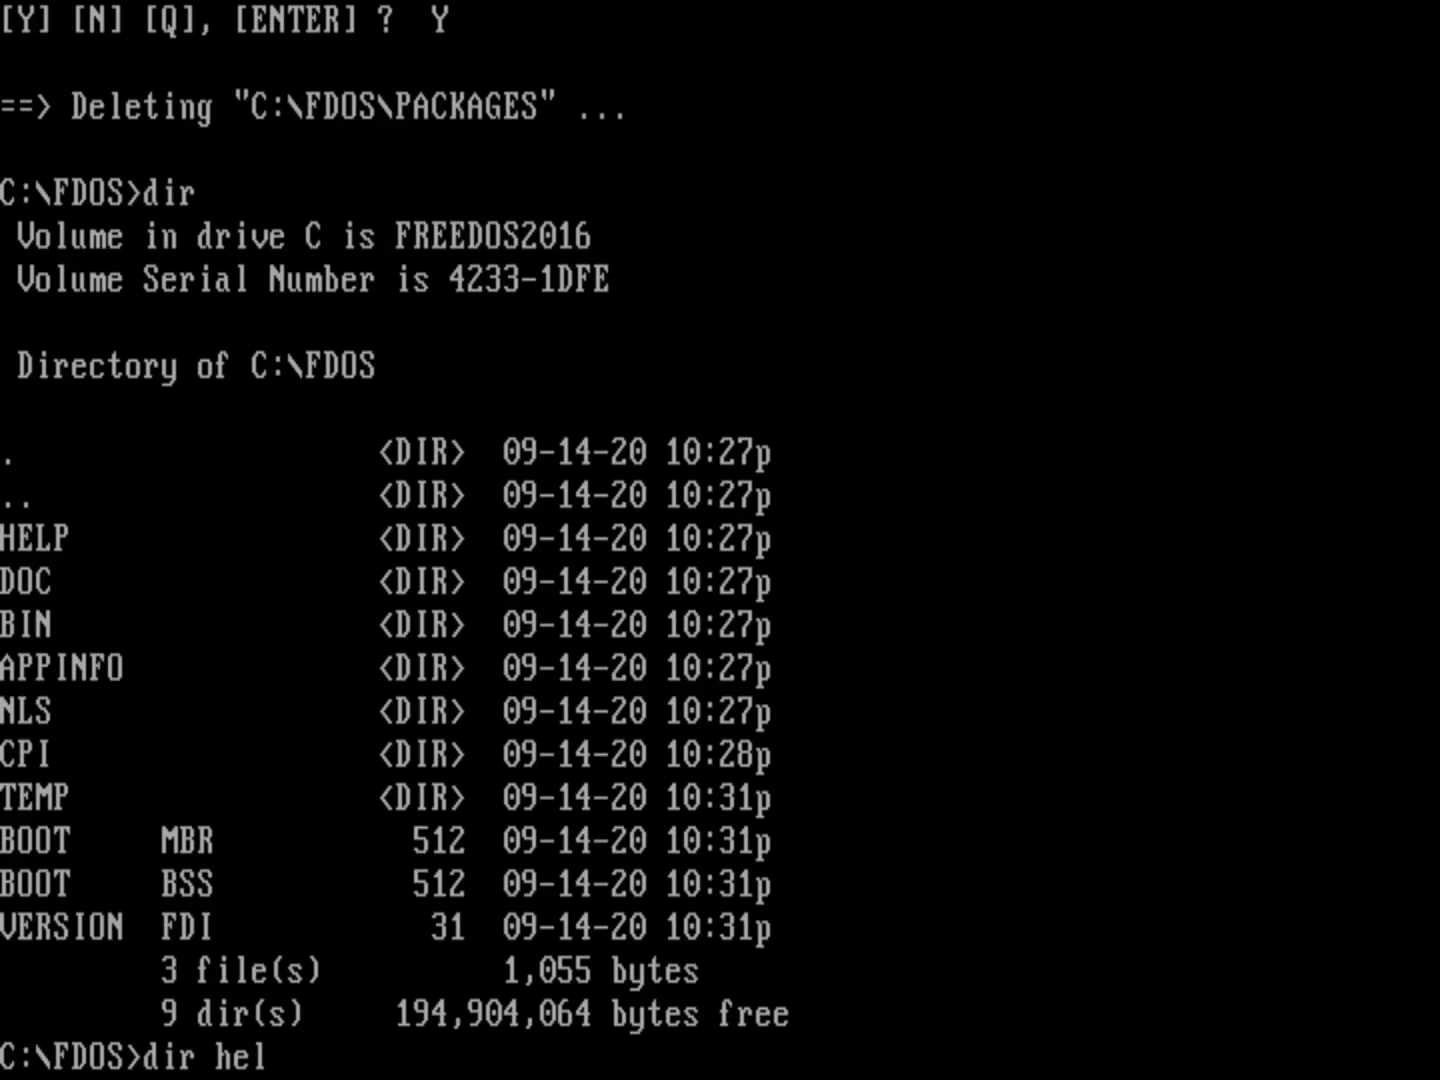 [Y] [N] [Q], [ENTER] ?  Y
==> Deleting "C:\FDOS\PACKAGES" ...
C:\FDOS>dir
Volume in drive C is FREEDOS2016
Volume Serial Number is 4233-1DFE
Directory of C:\FDOS
. <DIR> 09-14-20 10:27p
.. <DIR> 09-14-20 10:27p
HELP <DIR> 09-14-20 10:27p
DOC <DIR> 09-14-20 10:27p
BIN <DIR> 09-14-20 10:27p
APPINFO <DIR> 09-14-20 10:27p
NLS <DIR> 09-14-20 10:27p
CPI <DIR> 09-14-20 10:28p
TEMP <DIR> 09-14-20 10:31p
BOOT MBR 512 09-14-20 10:31p
BOOT BSS 512 09-14-20 10:31p
VERSION FDI 31 09-14-20 10:31p
3 file(s) 1,055 bytes
9 dir(s) 194,904,064 bytes free
C:\FDOS>dir hel